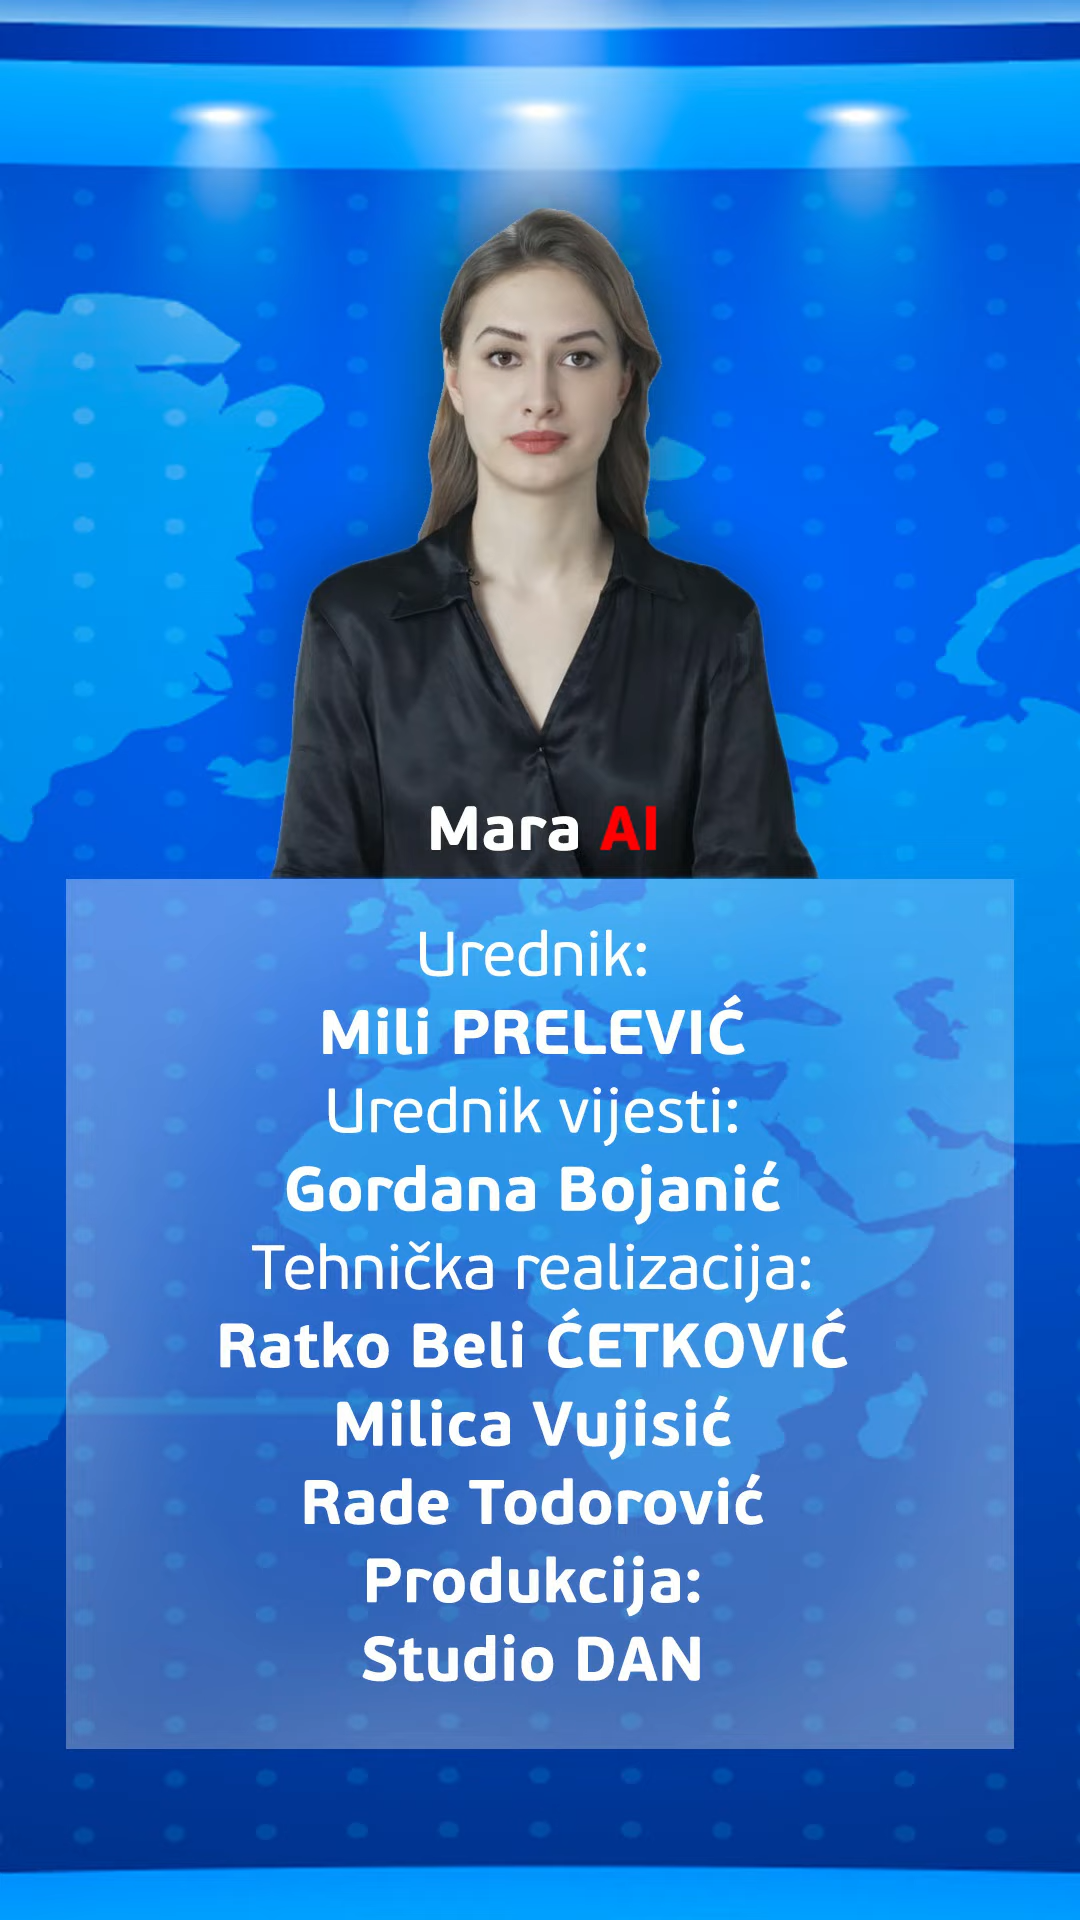 Mara AI
Urednik:
Mili PRELEVIĆ
Urednik vijesti:
Gordana Bojanić
Tehnička realizacija:
Ratko Beli ĆETKOVIĆ
Milica Vujisić
Rade Todorović
Produkcija:
Studio DAN